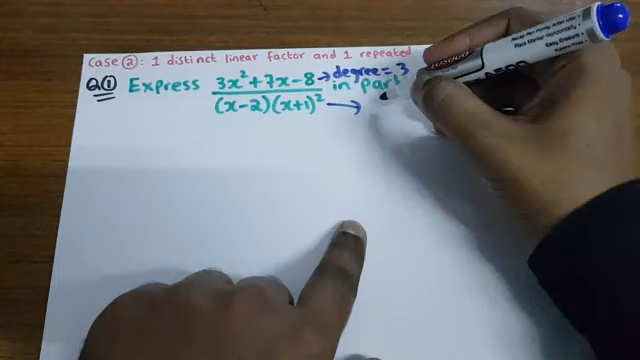 Case ②: 1 distinct linear factor and 1 repeated
Q① Express 3x²+7x-8 → degree = 3
in part
(x-2)(x+1)² →